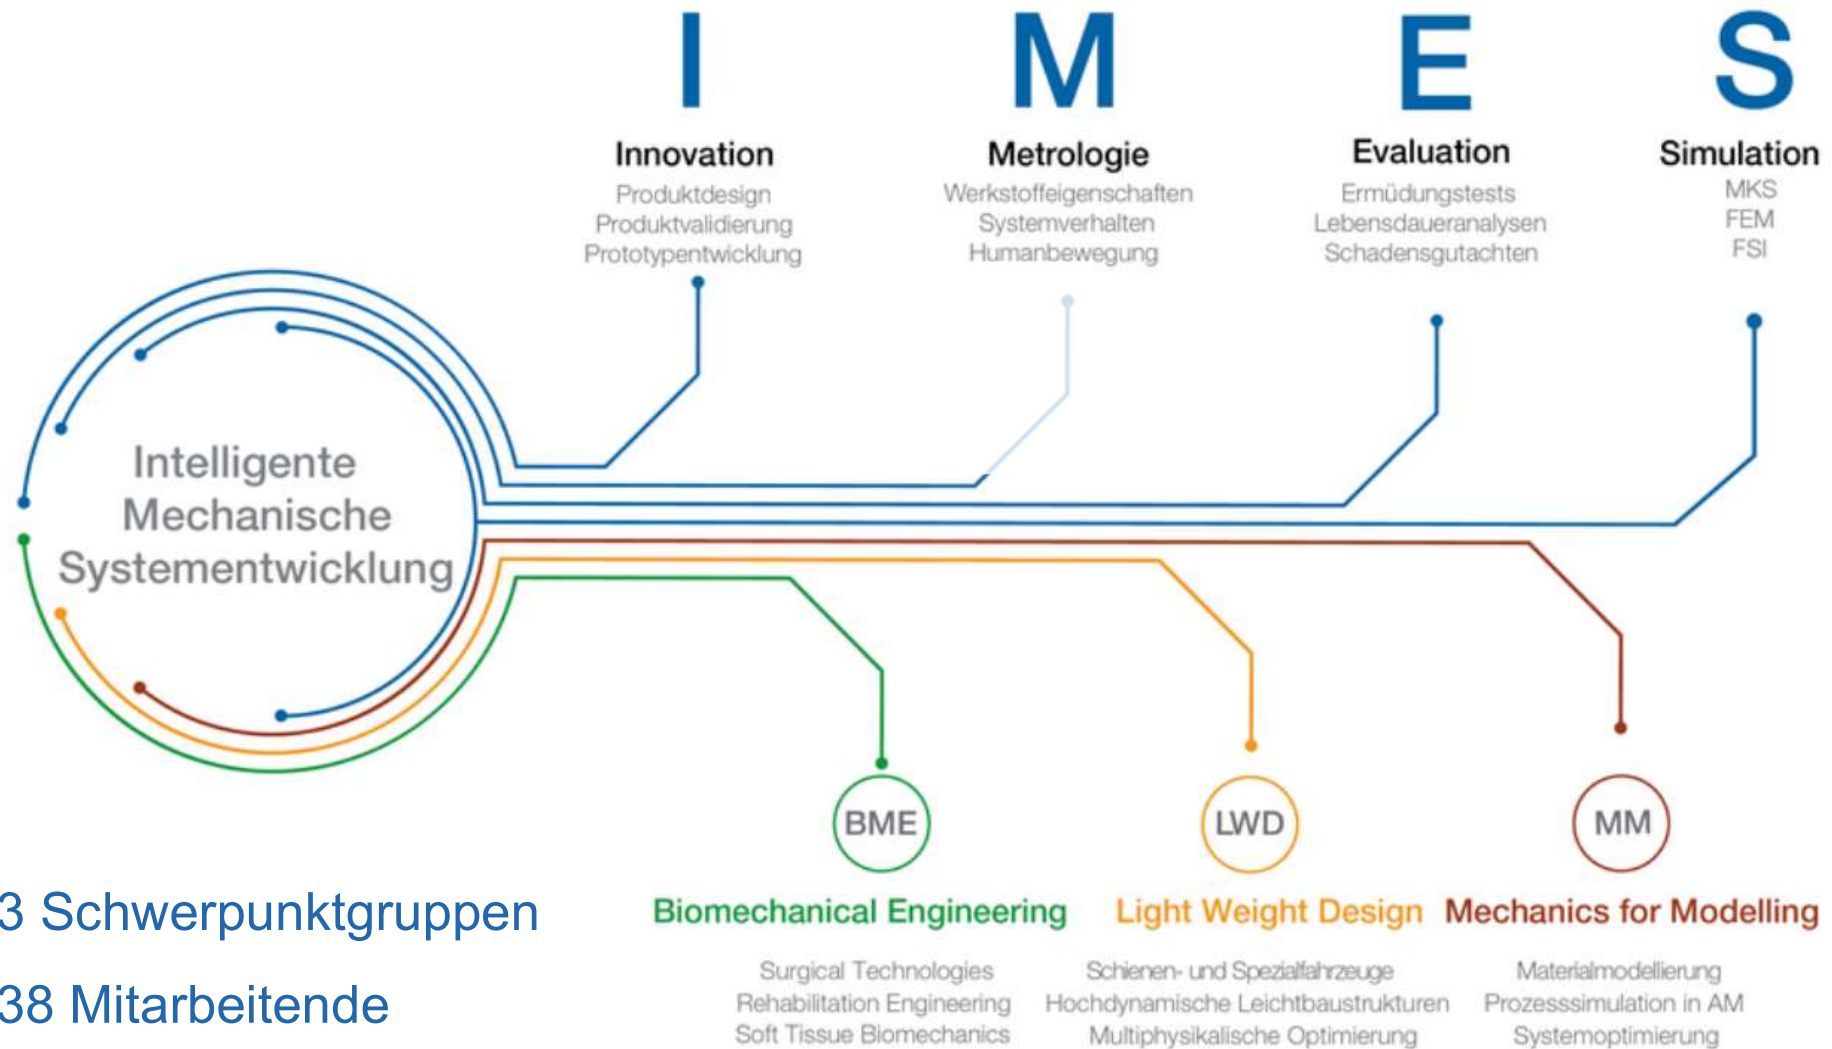 I M E S
Innovation
Produktdesign
Produktvalidierung
Prototypentwicklung
Metrologie
Werkstoffeigenschaften
Systemverhalten
Humanbewegung
Evaluation
Ermüdungstests
Lebensdaueranalysen
Schadensgutachten
Simulation
MKS
FEM
FSI
Intelligente
Mechanische
Systementwicklung
BME
Biomechanical Engineering
Surgical Technologies
Rehabilitation Engineering
Soft Tissue Biomechanics
LWD
Light Weight Design
Schienen- und Spezialfahrzeuge
Hochdynamische Leichtbaustrukturen
Multiphysikalische Optimierung
MM
Mechanics for Modelling
Materialmodellierung
Prozesssimulation in AM
Systemoptimierung
3 Schwerpunktgruppen
38 Mitarbeitende